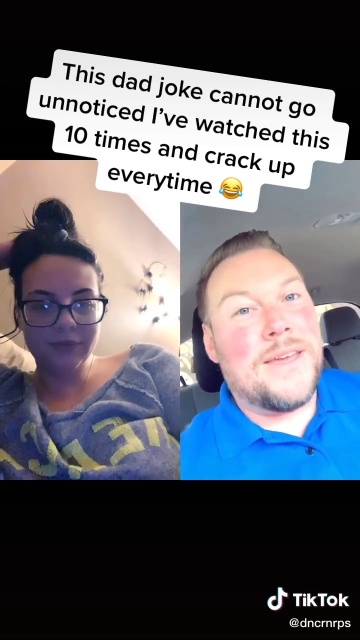 This dad joke cannot go
unnoticed I've watched this
10 times and crack up
everytime 😂
TikTok
@dncrnrps